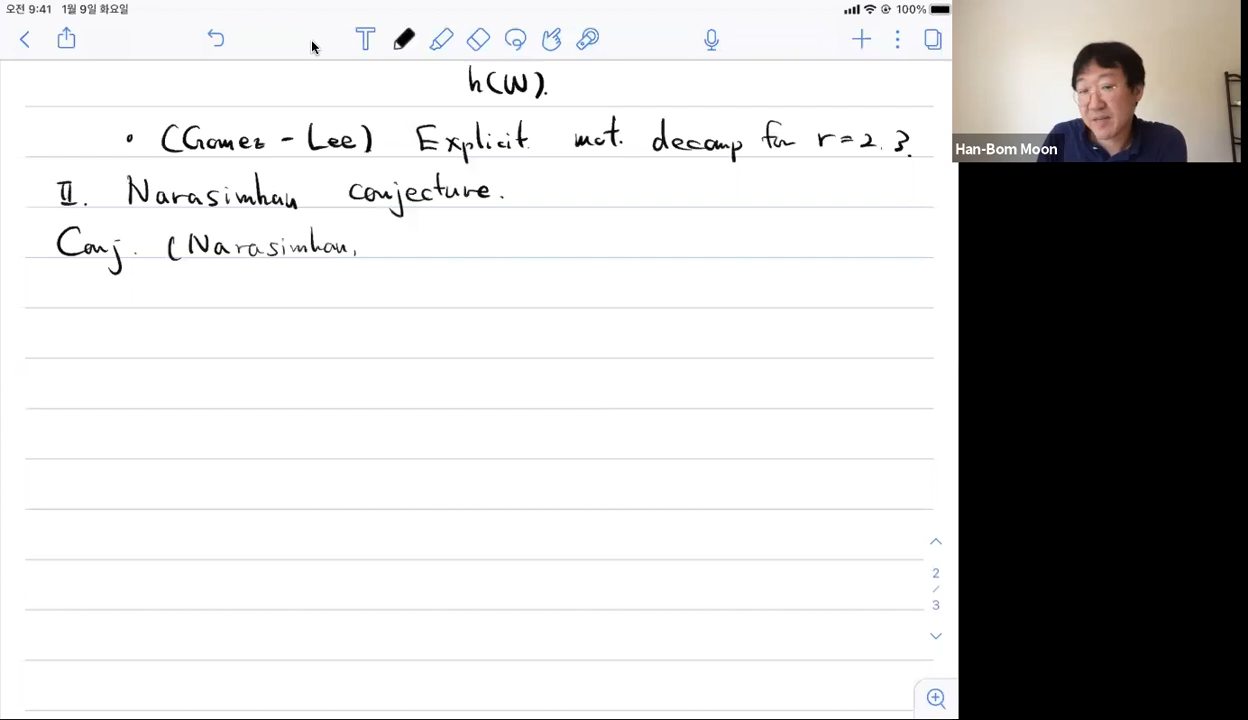 오전 9:41 1월 9일 화요일 100%
h(W).
Han-Bom Moon
• (Gomez - Lee) Explicit mot. decomp for r=2, 3.
II. Narasimhan conjecture.
Conj. (Narasimhan,
2
/
3